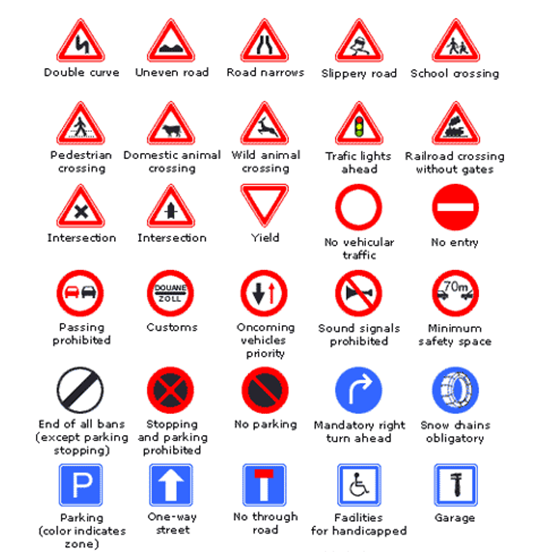 Double curve
Uneven road
Road narrows
Slippery road
School crossing
Pedestrian
crossing
Domestic animal
crossing
Wild animal
crossing
Trafic lights
ahead
Railroad crossing
without gates
Intersection
Intersection
Yield
No vehicular
traffic
No entry
DOUANE
ZOLL
70m
Passing
prohibited
Customs
Oncoming
vehicles
priority
Sound signals
prohibited
Minimum
safety space
End of all bans
(except parking
stopping)
Stopping
and parking
prohibited
No parking
Mandatory right
turn ahead
Snow chains
obligatory
P
Parking
(color indicates
zone)
One-way
street
No through
road
Facilities
for handicapped
Garage